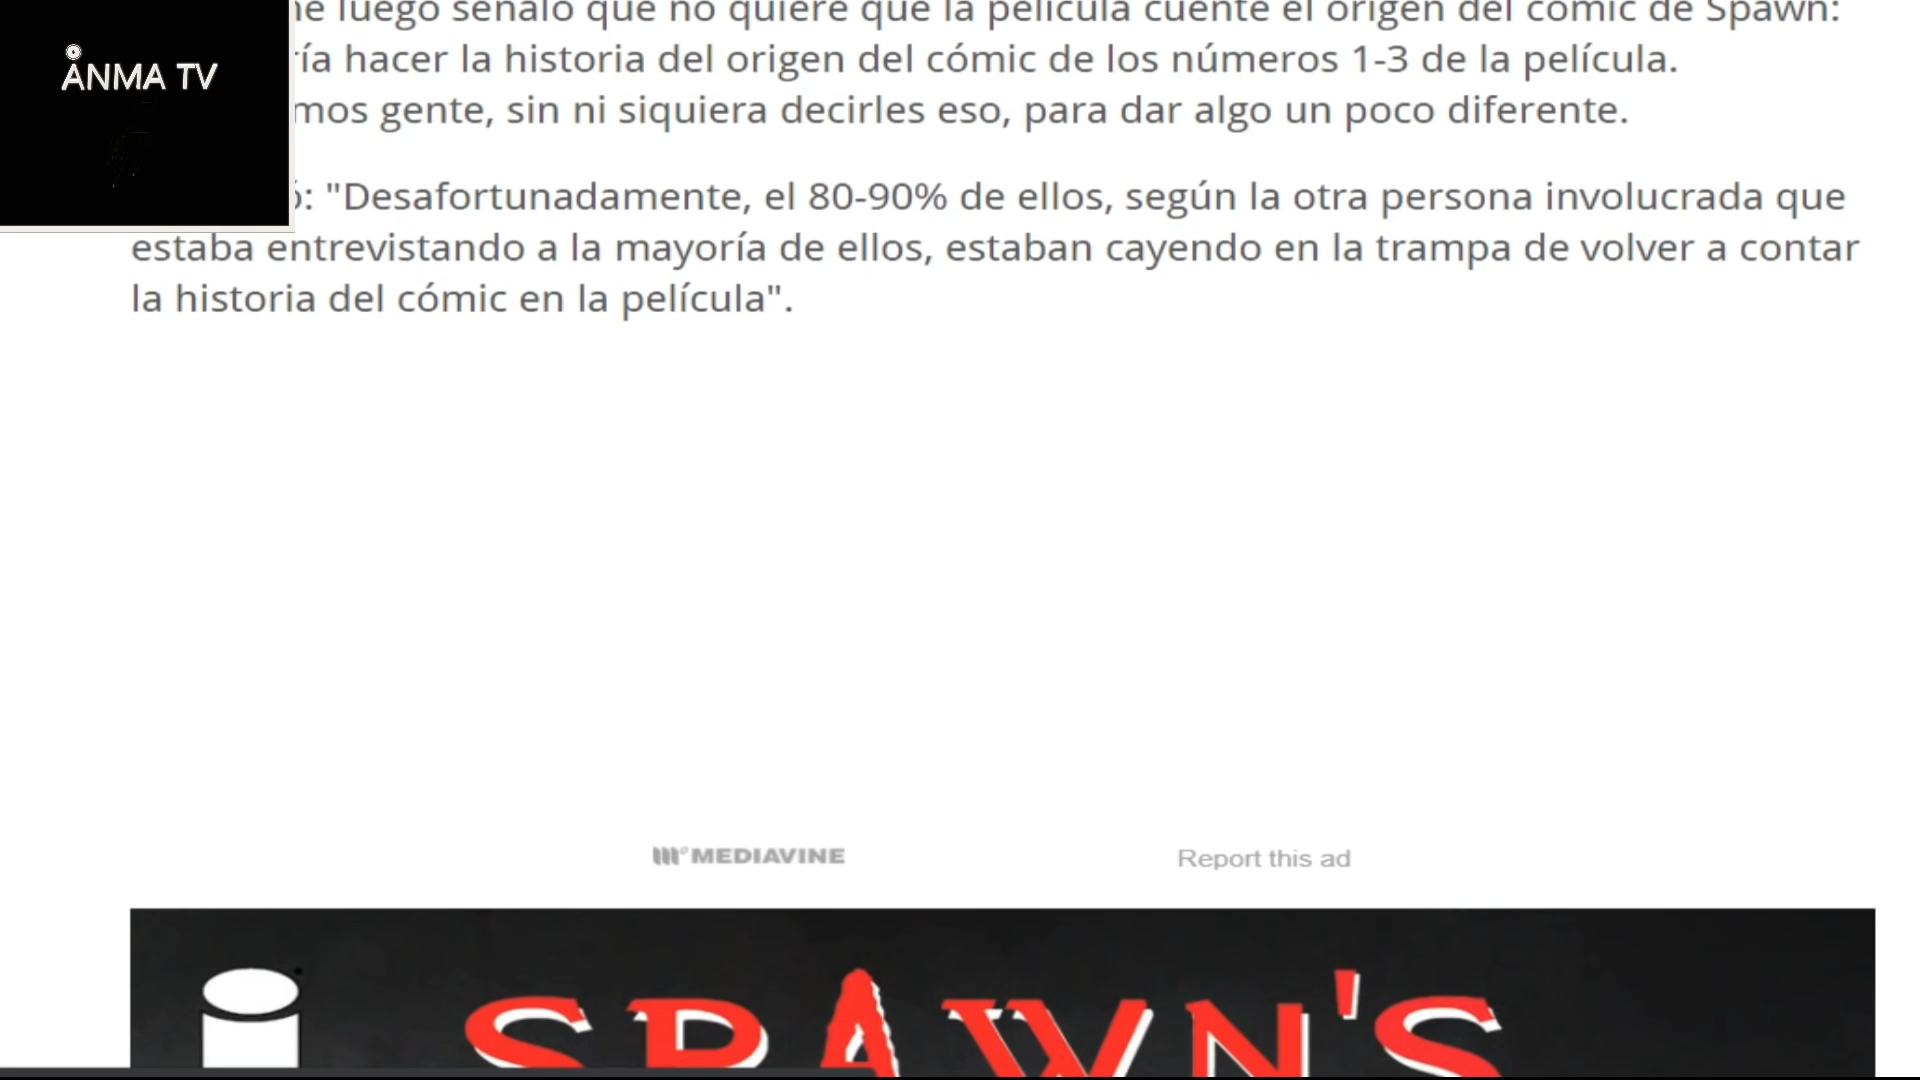 ÅNMA TV
luego señaló que no quiere que la película cuente el origen del cómic de Spawn:
hacer la historia del origen del cómic de los números 1-3 de la película.
gente, sin ni siquiera decirles eso, para dar algo un poco diferente.
"Desafortunadamente, el 80-90% de ellos, según la otra persona involucrada que
estaba entrevistando a la mayoría de ellos, estaban cayendo en la trampa de volver a contar
la historia del cómic en la película".
MEDIAVINE
Report this ad
i
SPAWN'S